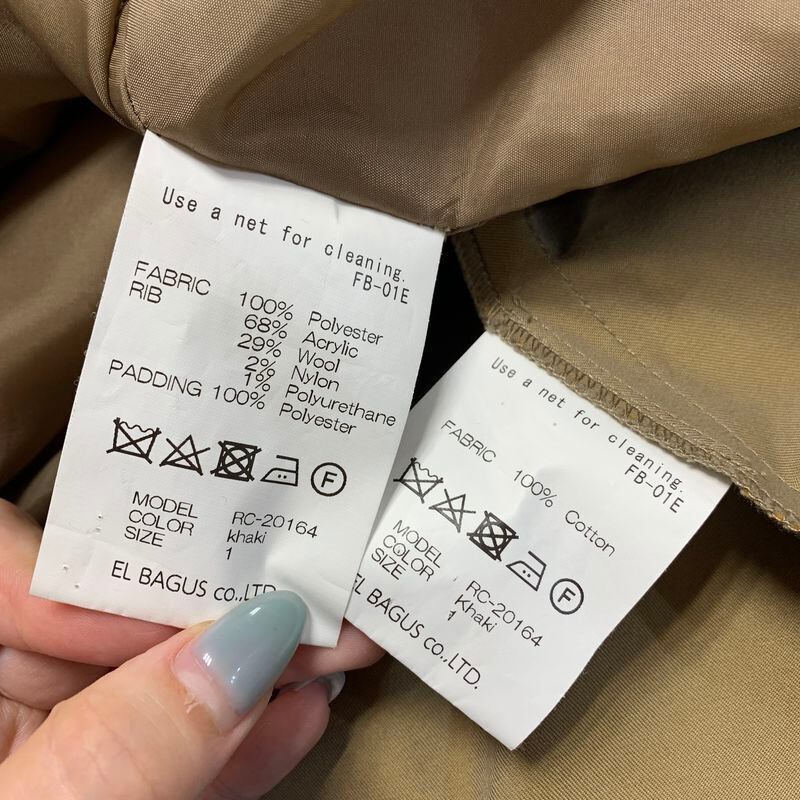 Use a net for cleaning.
FB-01E
FABRIC 100% Polyester
RIB 68% Acrylic
29% Wool
2% Nylon
1% Polyurethane
PADDING 100% Polyester
F
MODEL RC-20164
COLOR khaki
SIZE 1
EL BAGUS co.,LTD.
Use a net for cleaning.
FB-01E
FABRIC 100% Cotton
F
MODEL RC-20164
COLOR Khaki
SIZE 1
EL BAGUS co.,LTD.